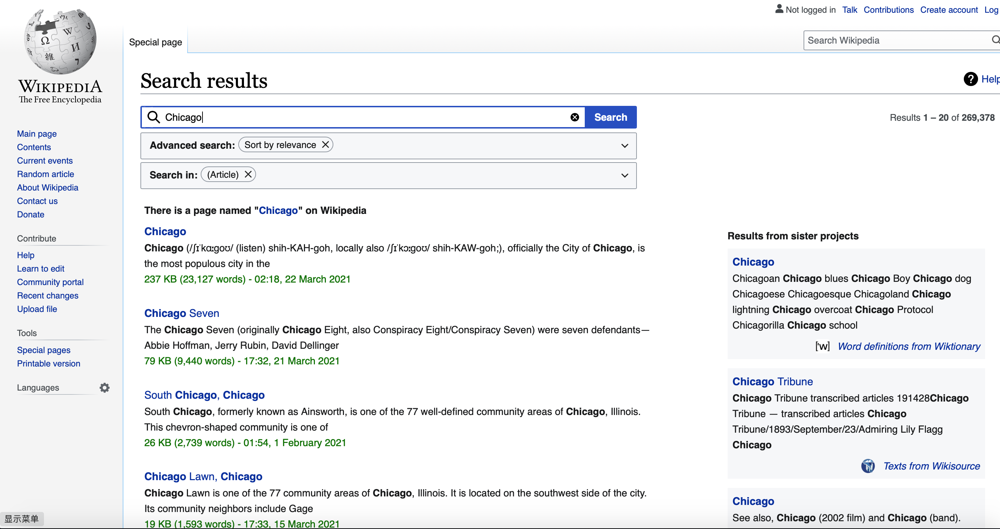 WIKIPEDIA
The Free Encyclopedia
Main page
Contents
Current events
Random article
About Wikipedia
Contact us
Donate
Contribute
Help
Learn to edit
Community portal
Recent changes
Upload file
Tools
Special pages
Printable version
Languages
显示菜单
Not logged in Talk Contributions Create account Log
Special page
Search Wikipedia
Search results
Help
Chicago
Search
Results 1 – 20 of 269,378
Advanced search: Sort by relevance
Search in: (Article)
There is a page named "Chicago" on Wikipedia
Chicago
Chicago (/ʃɪˈkɑːɡoʊ/ (listen) shih-KAH-goh, locally also /ʃɪˈkɔːɡoʊ/ shih-KAW-goh;), officially the City of Chicago, is
the most populous city in the
237 KB (23,127 words) - 02:18, 22 March 2021
Chicago Seven
The Chicago Seven (originally Chicago Eight, also Conspiracy Eight/Conspiracy Seven) were seven defendants—
Abbie Hoffman, Jerry Rubin, David Dellinger
79 KB (9,440 words) - 17:32, 21 March 2021
South Chicago, Chicago
South Chicago, formerly known as Ainsworth, is one of the 77 well-defined community areas of Chicago, Illinois.
This chevron-shaped community is one of
26 KB (2,739 words) - 01:54, 1 February 2021
Chicago Lawn, Chicago
Chicago Lawn is one of the 77 community areas of Chicago, Illinois. It is located on the southwest side of the city.
Its community neighbors include Gage
19 KB (1,593 words) - 17:33, 15 March 2021
Results from sister projects
Chicago
Chicagoan Chicago blues Chicago Boy Chicago dog
Chicagoese Chicagoesque Chicagoland Chicago
lightning Chicago overcoat Chicago Protocol
Chicagorilla Chicago school
['w] Word definitions from Wiktionary
Chicago Tribune
Chicago Tribune transcribed articles 191428Chicago
Tribune — transcribed articles Chicago
Tribune/1893/September/23/Admiring Lily Flagg
Chicago
Texts from Wikisource
Chicago
See also, Chicago (2002 film) and Chicago (band).